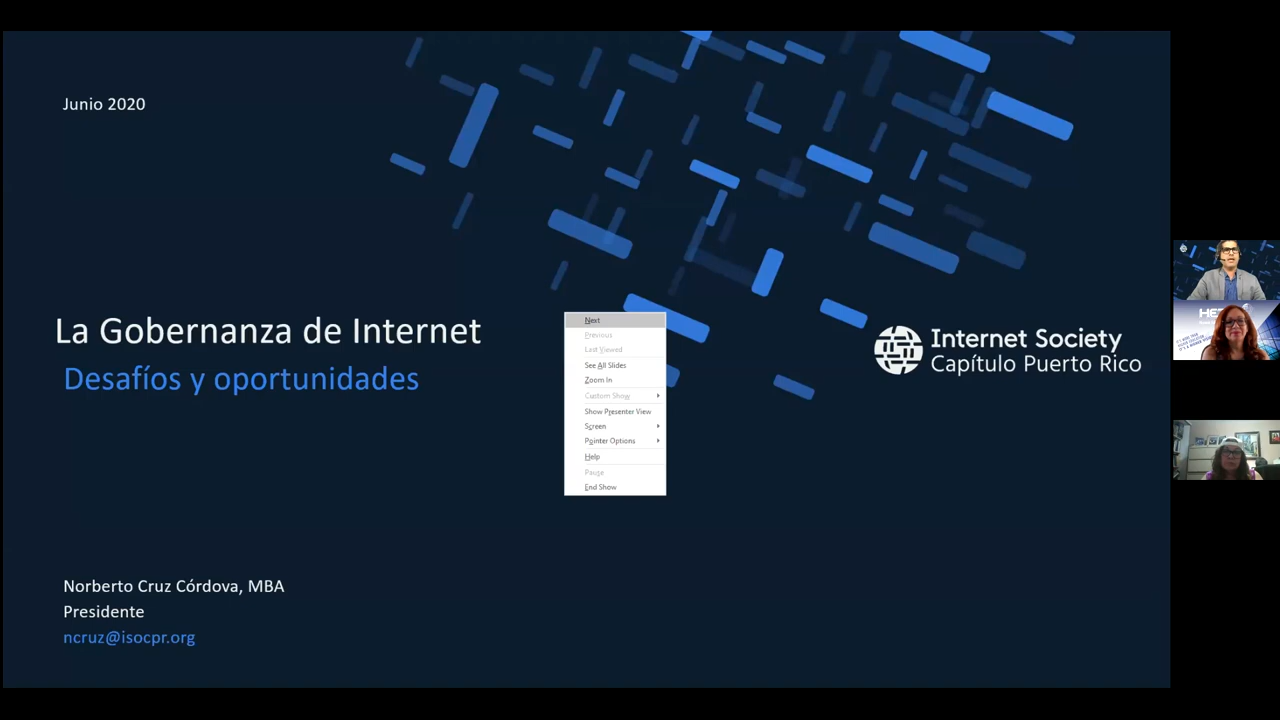 Junio 2020
La Gobernanza de Internet
Desafíos y oportunidades
Internet Society
Capítulo Puerto Rico
Next
Previous
Last Viewed
See All Slides
Zoom In
Custom Show
Show Presenter View
Screen
Pointer Options
Help
Pause
End Show
Norberto Cruz Córdova, MBA
Presidente
ncruz@isocpr.org